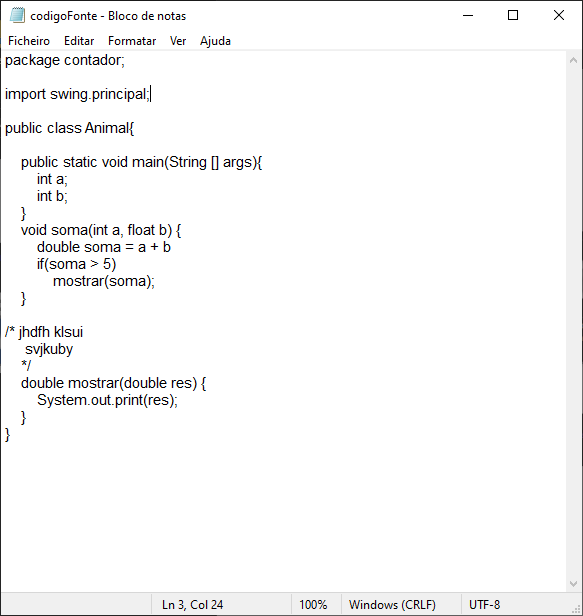 codigoFonte - Bloco de notas
Ficheiro Editar Formatar Ver Ajuda
package contador;

import swing.principal;

public class Animal{

    public static void main(String [] args){
        int a;
        int b;
    }
    void soma(int a, float b) {
        double soma = a + b
        if(soma > 5)
            mostrar(soma);
    }

/* jhdfh klsui
     svjkuby
    */
    double mostrar(double res) {
        System.out.print(res);
    }
}
Ln 3, Col 24 100% Windows (CRLF) UTF-8